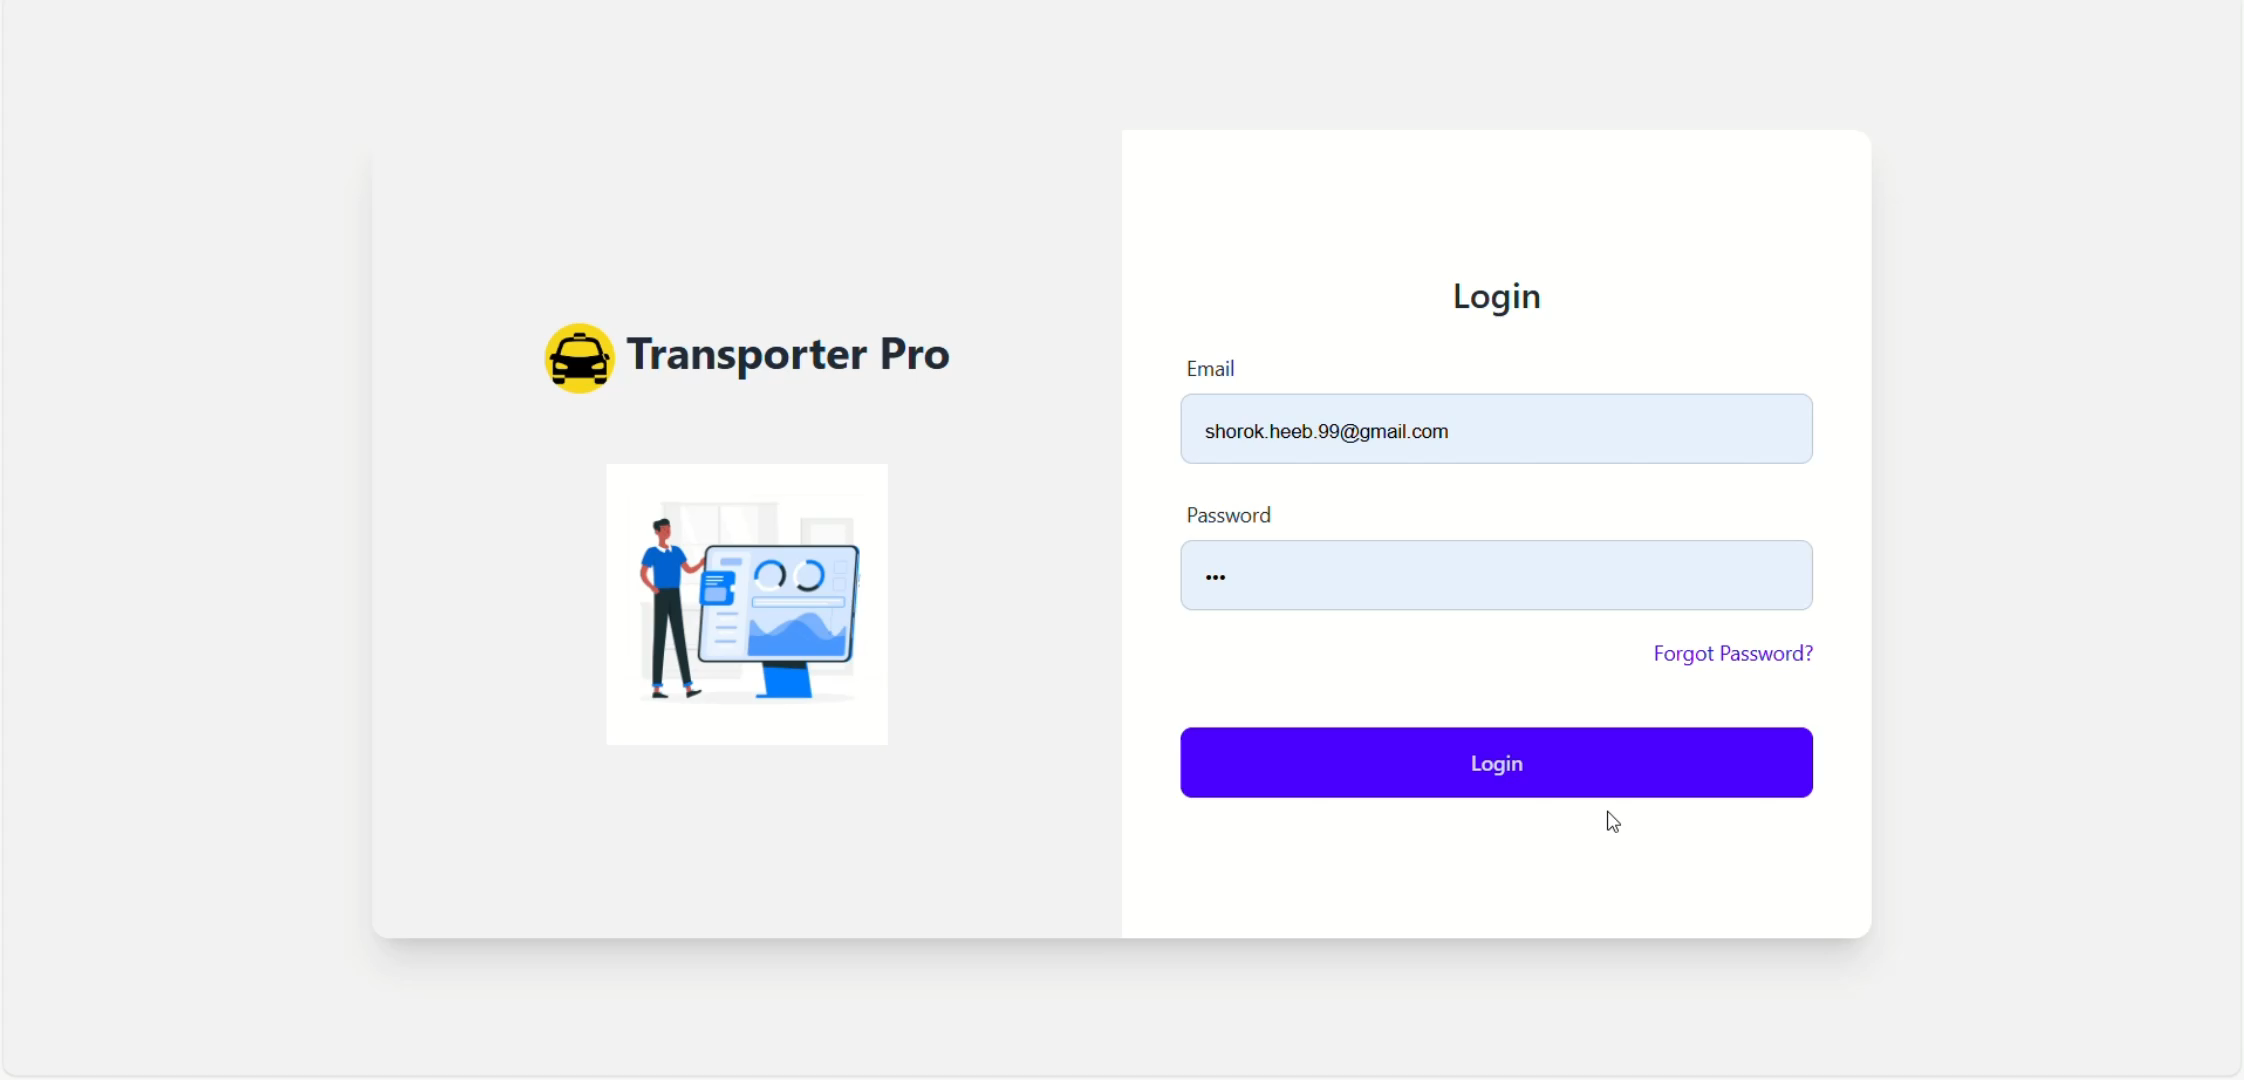 Transporter Pro
Login
Email
shorok.heeb.99@gmail.com
Password
•••
Forgot Password?
Login